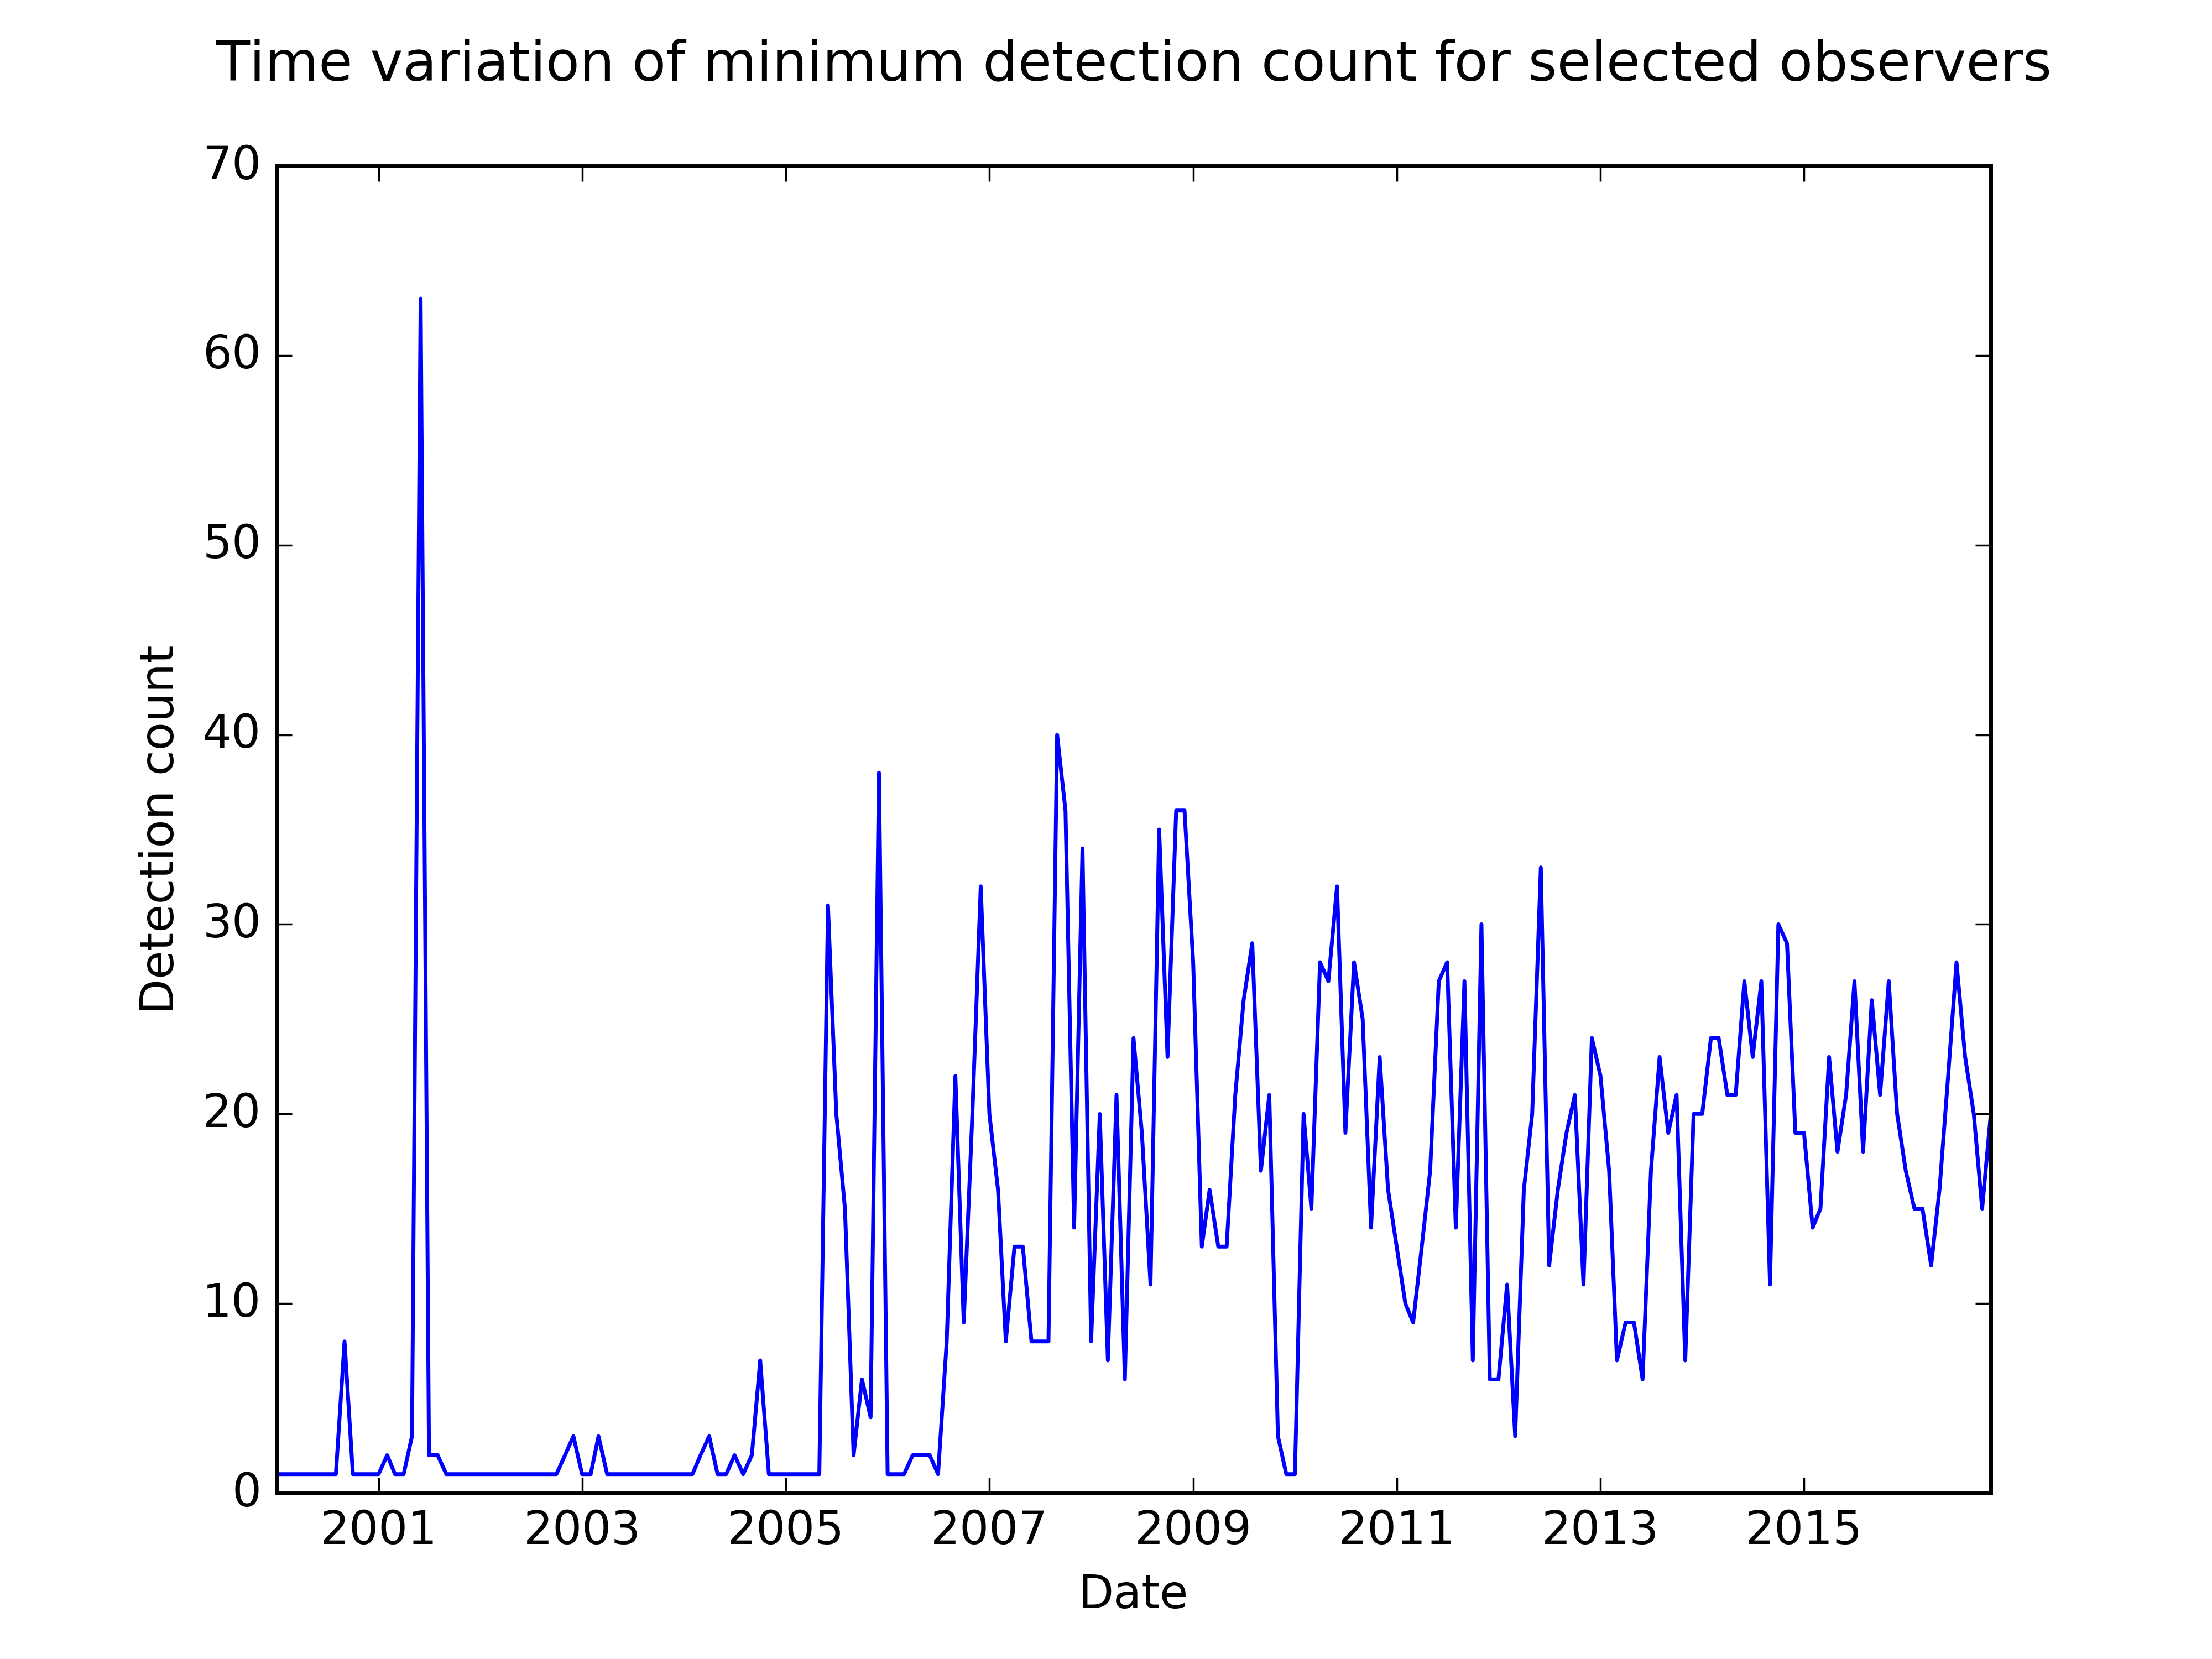 Time variation of minimum detection count for selected observers
70
60
50
40
30
20
10
0
Detection count
2001 2003 2005 2007 2009 2011 2013 2015
Date